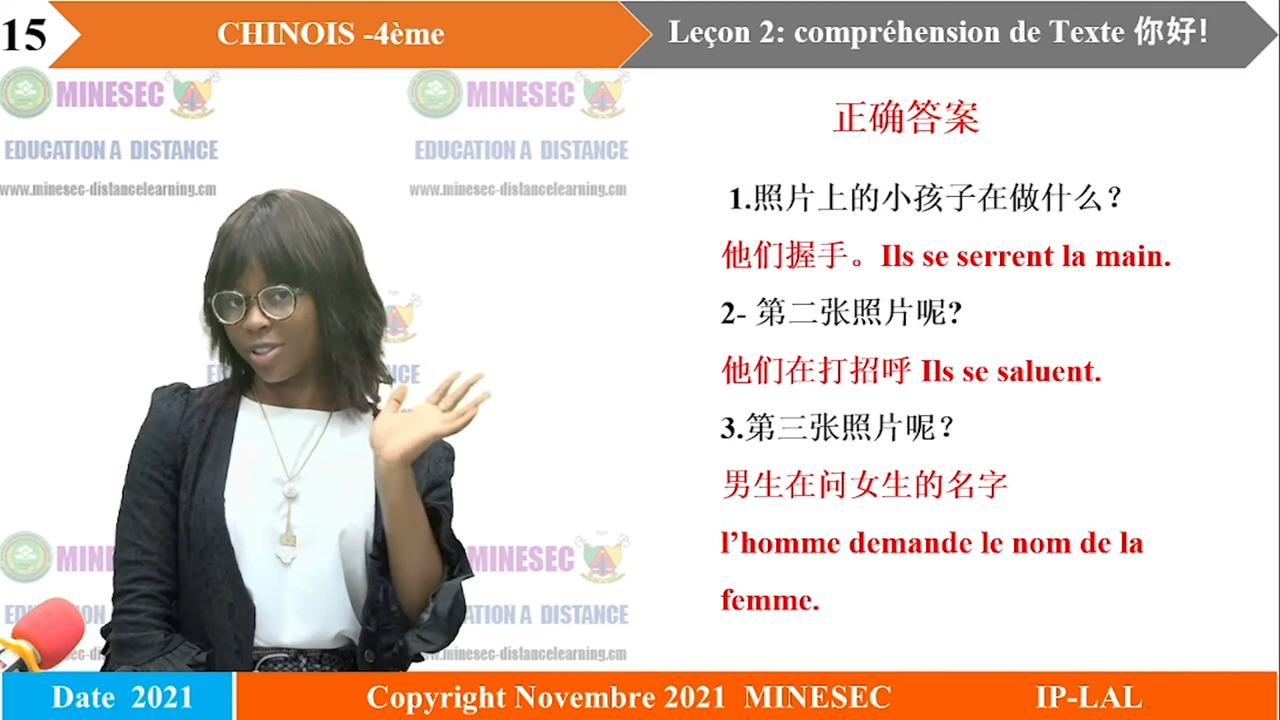 15
CHINOIS -4ème
Leçon 2: compréhension de Texte 你好!
MINESEC
EDUCATION A DISTANCE
www.minesec-distancelearning.cm
MINESEC
EDUCATION A DISTANCE
www.minesec-distancelearning.cm
正确答案
1.照片上的小孩子在做什么?
他们握手。Ils se serrent la main.
2- 第二张照片呢?
他们在打招呼 Ils se saluent.
3.第三张照片呢?
男生在问女生的名字
l’homme demande le nom de la
femme.
MINESEC
DISTANCE
minesec-distancelearning.cm
Date 2021
Copyright Novembre 2021 MINESEC
IP-LAL